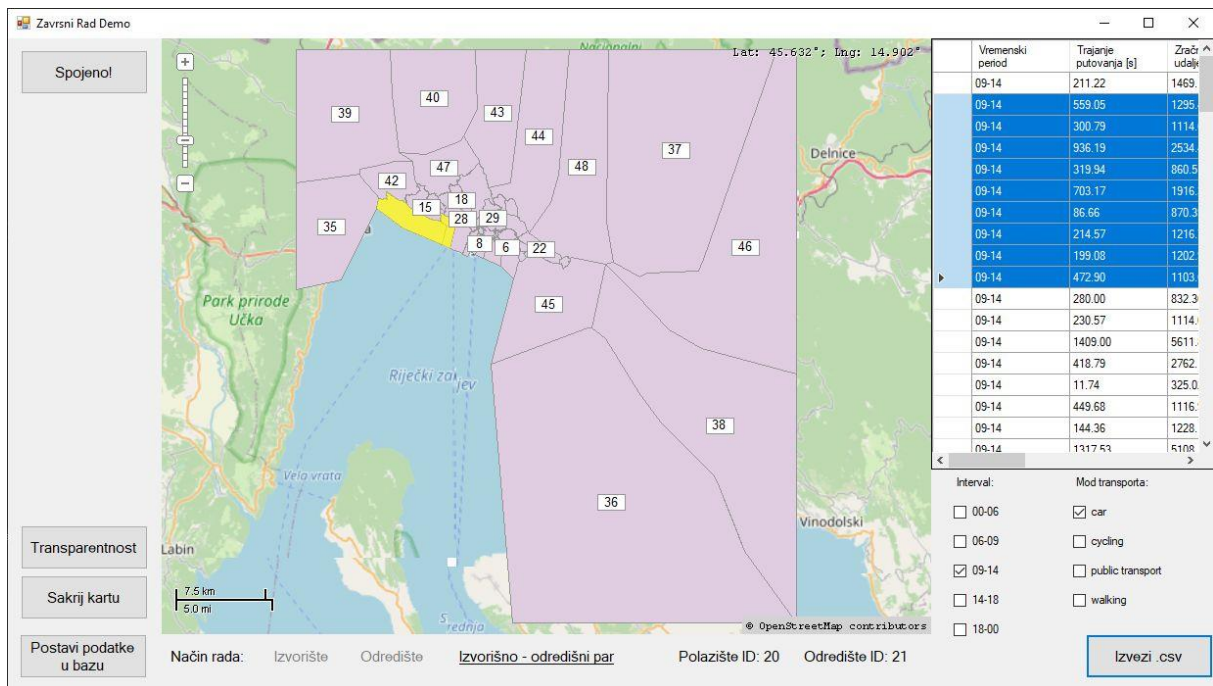 Zavrsni Rad Demo
Spojeno!
Transparentnost
Sakrij kartu
Postavi podatke
u bazu
Nacionalni
Lat: 45.632°; Lng: 14.902°
39
40
43
44
37
Delnice
47
48
42
18
15
28
29
35
8
6
22
46
45
Park prirode
Učka
Riječki
38
36
Vela vrata
Vinodolski
Labin
7.5 km
5.0 mi
Srednja
© OpenStreetMap contributors
Način rada:
Izvorište
Odredište
Izvorišno - odredišni par
Polazište ID: 20
Odredište ID: 21
Vremenski period Trajanje putovanja [s]
09-14 211.22 1469.
09-14 559.05 1295.
09-14 300.79 1114.
09-14 936.19 2534.
09-14 319.94 860.5
09-14 703.17 1916.
09-14 86.66 870.3
09-14 214.57 1216.
09-14 199.08 1202.
09-14 472.90 1103.
09-14 280.00 832.3
09-14 230.57 1114.
09-14 1409.00 5611.
09-14 418.79 2762.
09-14 11.74 325.0
09-14 449.68 1116.
09-14 144.36 1228.
09-14 1317.53 5108
Interval:
Mod transporta:
00-06
car
06-09
cycling
09-14
public transport
14-18
walking
18-00
Izvezi .csv